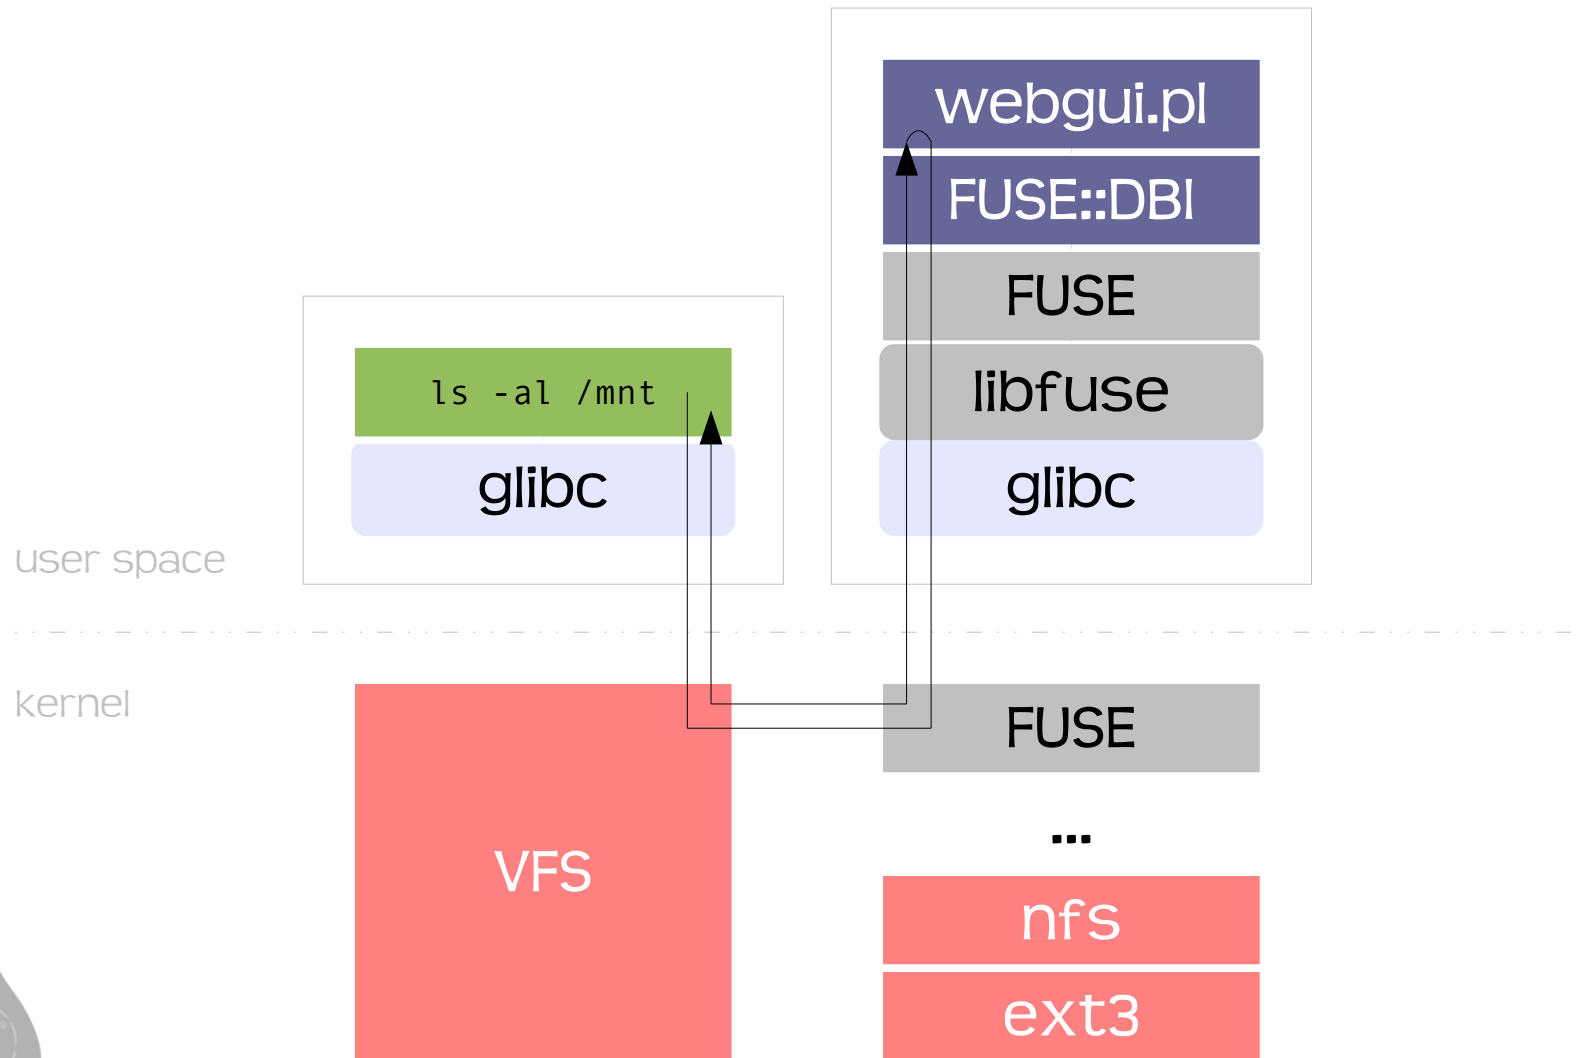 webgui.pl
FUSE::DBI
FUSE
libfuse
glibc
ls -al /mnt
glibc
user space
kernel
VFS
FUSE
...
nfs
ext3